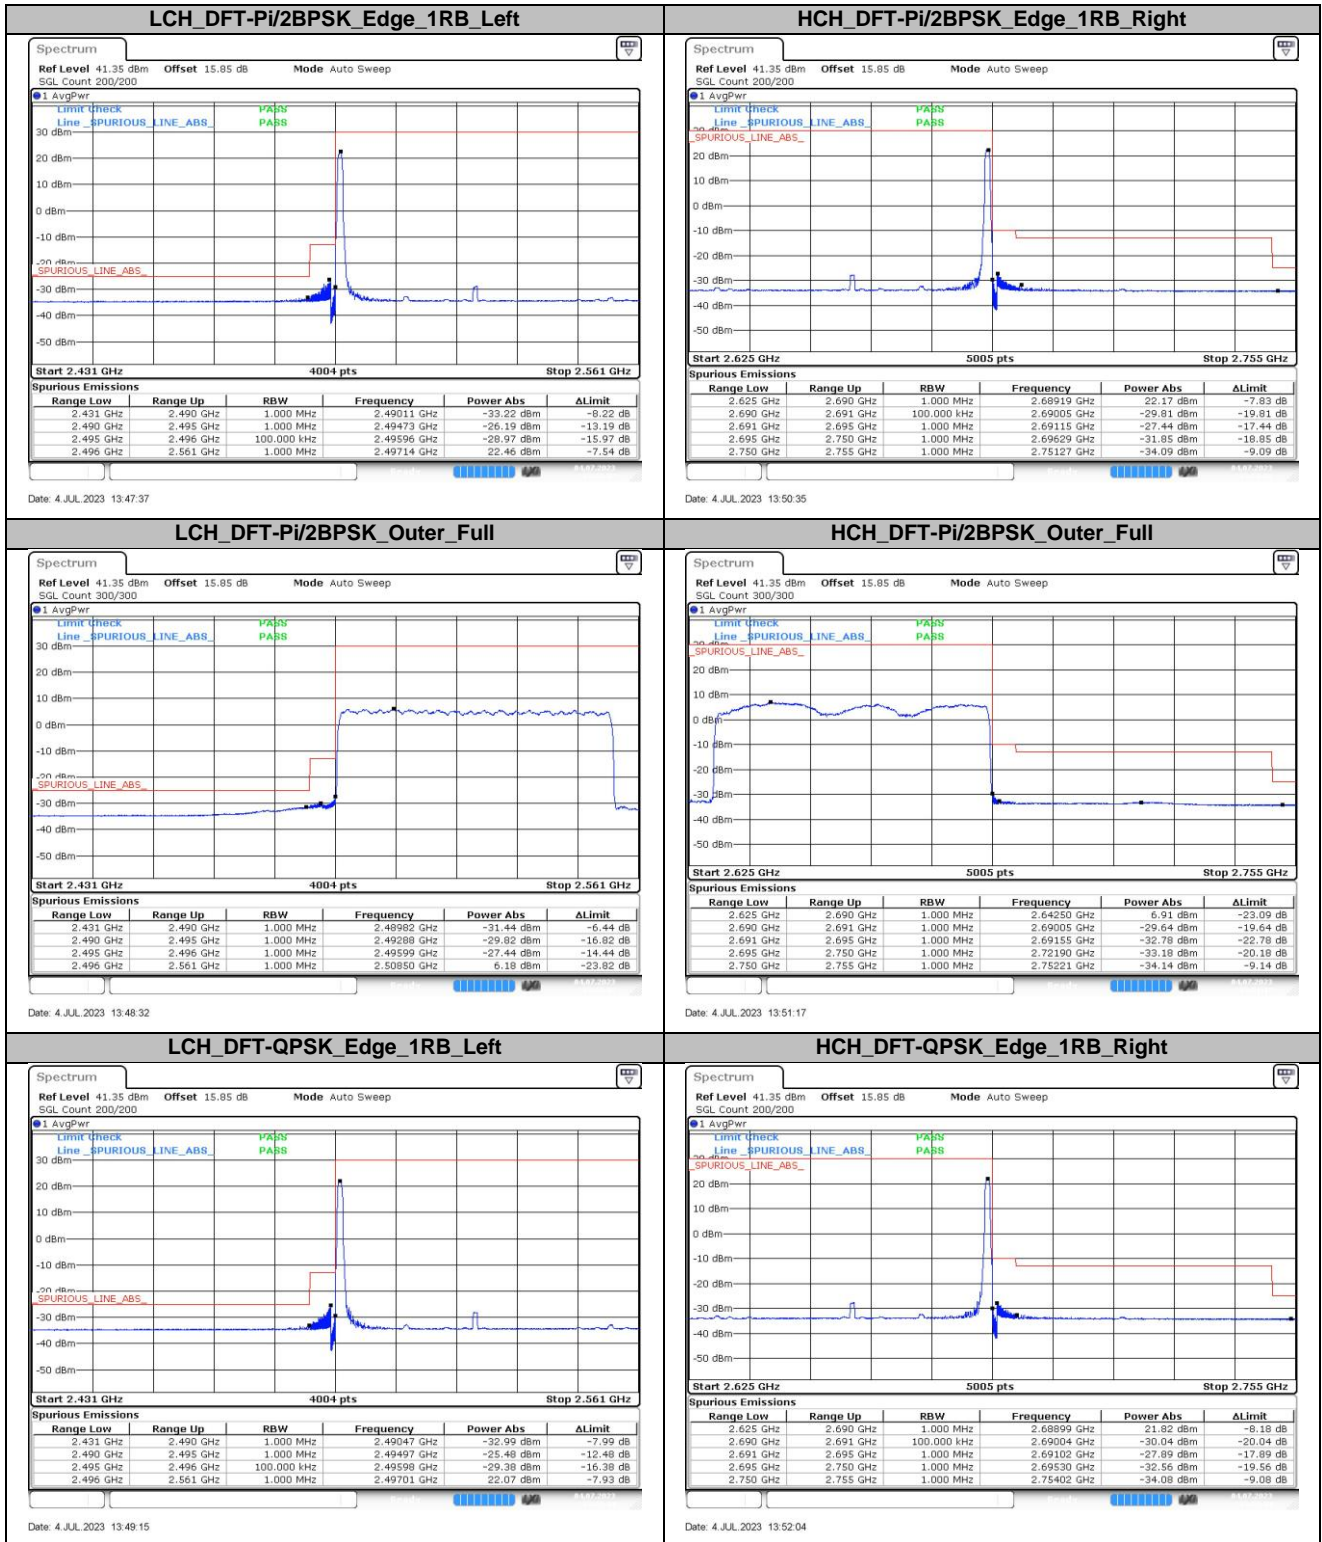 LCH_DFT-Pi/2BPSK_Edge_1RB_Left
Spectrum
Ref Level 41.35 dBm Offset 15.85 dB Mode Auto Sweep
SGL Count 200/200
1 AvgPwr
Limit Check PASS
Line _SPURIOUS_LINE_ABS_ PASS
30 dBm
20 dBm
10 dBm
0 dBm
-10 dBm
-20 dBm
_SPURIOUS_LINE_ABS_
-30 dBm
-40 dBm
-50 dBm
Start 2.431 GHz 4004 pts Stop 2.561 GHz
Spurious Emissions
Range Low Range Up RBW Frequency Power Abs ΔLimit
2.431 GHz 2.490 GHz 1.000 MHz 2.49011 GHz -33.22 dBm -8.22 dB
2.490 GHz 2.495 GHz 1.000 MHz 2.49473 GHz -26.19 dBm -13.19 dB
2.495 GHz 2.496 GHz 100.000 kHz 2.49596 GHz -28.97 dBm -15.97 dB
2.496 GHz 2.561 GHz 1.000 MHz 2.49714 GHz 22.46 dBm -7.54 dB
Date: 4.JUL.2023 13:47:37
HCH_DFT-Pi/2BPSK_Edge_1RB_Right
Spectrum
Ref Level 41.35 dBm Offset 15.85 dB Mode Auto Sweep
SGL Count 200/200
1 AvgPwr
Limit Check PASS
Line _SPURIOUS_LINE_ABS_ PASS
30 dBm
_SPURIOUS_LINE_ABS_
20 dBm
10 dBm
0 dBm
-10 dBm
-20 dBm
-30 dBm
-40 dBm
-50 dBm
Start 2.625 GHz 5005 pts Stop 2.755 GHz
Spurious Emissions
Range Low Range Up RBW Frequency Power Abs ΔLimit
2.625 GHz 2.690 GHz 1.000 MHz 2.68919 GHz 22.17 dBm -7.83 dB
2.690 GHz 2.691 GHz 100.000 kHz 2.69005 GHz -29.81 dBm -19.81 dB
2.691 GHz 2.695 GHz 1.000 MHz 2.69115 GHz -27.44 dBm -17.44 dB
2.695 GHz 2.750 GHz 1.000 MHz 2.69629 GHz -31.85 dBm -18.85 dB
2.750 GHz 2.755 GHz 1.000 MHz 2.75127 GHz -34.09 dBm -9.09 dB
Date: 4.JUL.2023 13:50:35
LCH_DFT-Pi/2BPSK_Outer_Full
Spectrum
Ref Level 41.35 dBm Offset 15.85 dB Mode Auto Sweep
SGL Count 300/300
1 AvgPwr
Limit Check PASS
Line _SPURIOUS_LINE_ABS_ PASS
30 dBm
20 dBm
10 dBm
0 dBm
-10 dBm
-20 dBm
_SPURIOUS_LINE_ABS_
-30 dBm
-40 dBm
-50 dBm
Start 2.431 GHz 4004 pts Stop 2.561 GHz
Spurious Emissions
Range Low Range Up RBW Frequency Power Abs ΔLimit
2.431 GHz 2.490 GHz 1.000 MHz 2.48982 GHz -31.44 dBm -6.44 dB
2.490 GHz 2.495 GHz 1.000 MHz 2.49288 GHz -29.82 dBm -16.82 dB
2.495 GHz 2.496 GHz 1.000 MHz 2.49599 GHz -27.44 dBm -14.44 dB
2.496 GHz 2.561 GHz 1.000 MHz 2.50850 GHz 6.18 dBm -23.82 dB
Date: 4.JUL.2023 13:48:32
HCH_DFT-Pi/2BPSK_Outer_Full
Spectrum
Ref Level 41.35 dBm Offset 15.85 dB Mode Auto Sweep
SGL Count 300/300
1 AvgPwr
Limit Check PASS
Line _SPURIOUS_LINE_ABS_ PASS
30 dBm
_SPURIOUS_LINE_ABS_
20 dBm
10 dBm
0 dBm
-10 dBm
-20 dBm
-30 dBm
-40 dBm
-50 dBm
Start 2.625 GHz 5005 pts Stop 2.755 GHz
Spurious Emissions
Range Low Range Up RBW Frequency Power Abs ΔLimit
2.625 GHz 2.690 GHz 1.000 MHz 2.64250 GHz 6.91 dBm -23.09 dB
2.690 GHz 2.691 GHz 1.000 MHz 2.69005 GHz -29.64 dBm -19.64 dB
2.691 GHz 2.695 GHz 1.000 MHz 2.69155 GHz -32.78 dBm -22.78 dB
2.695 GHz 2.750 GHz 1.000 MHz 2.72190 GHz -33.18 dBm -20.18 dB
2.750 GHz 2.755 GHz 1.000 MHz 2.75221 GHz -34.14 dBm -9.14 dB
Date: 4.JUL.2023 13:51:17
LCH_DFT-QPSK_Edge_1RB_Left
Spectrum
Ref Level 41.35 dBm Offset 15.85 dB Mode Auto Sweep
SGL Count 200/200
1 AvgPwr
Limit Check PASS
Line _SPURIOUS_LINE_ABS_ PASS
30 dBm
20 dBm
10 dBm
0 dBm
-10 dBm
-20 dBm
_SPURIOUS_LINE_ABS_
-30 dBm
-40 dBm
-50 dBm
Start 2.431 GHz 4004 pts Stop 2.561 GHz
Spurious Emissions
Range Low Range Up RBW Frequency Power Abs ΔLimit
2.431 GHz 2.490 GHz 1.000 MHz 2.49047 GHz -32.99 dBm -7.99 dB
2.490 GHz 2.495 GHz 1.000 MHz 2.49497 GHz -25.48 dBm -12.48 dB
2.495 GHz 2.496 GHz 100.000 kHz 2.49598 GHz -29.38 dBm -16.38 dB
2.496 GHz 2.561 GHz 1.000 MHz 2.49701 GHz 22.07 dBm -7.93 dB
Date: 4.JUL.2023 13:49:15
HCH_DFT-QPSK_Edge_1RB_Right
Spectrum
Ref Level 41.35 dBm Offset 15.85 dB Mode Auto Sweep
SGL Count 200/200
1 AvgPwr
Limit Check PASS
Line _SPURIOUS_LINE_ABS_ PASS
30 dBm
_SPURIOUS_LINE_ABS_
20 dBm
10 dBm
0 dBm
-10 dBm
-20 dBm
-30 dBm
-40 dBm
-50 dBm
Start 2.625 GHz 5005 pts Stop 2.755 GHz
Spurious Emissions
Range Low Range Up RBW Frequency Power Abs ΔLimit
2.625 GHz 2.690 GHz 1.000 MHz 2.68899 GHz 21.82 dBm -8.18 dB
2.690 GHz 2.691 GHz 100.000 kHz 2.69004 GHz -30.04 dBm -20.04 dB
2.691 GHz 2.695 GHz 1.000 MHz 2.69102 GHz -27.89 dBm -17.89 dB
2.695 GHz 2.750 GHz 1.000 MHz 2.69530 GHz -32.56 dBm -19.56 dB
2.750 GHz 2.755 GHz 1.000 MHz 2.75402 GHz -34.08 dBm -9.08 dB
Date: 4.JUL.2023 13:52:04